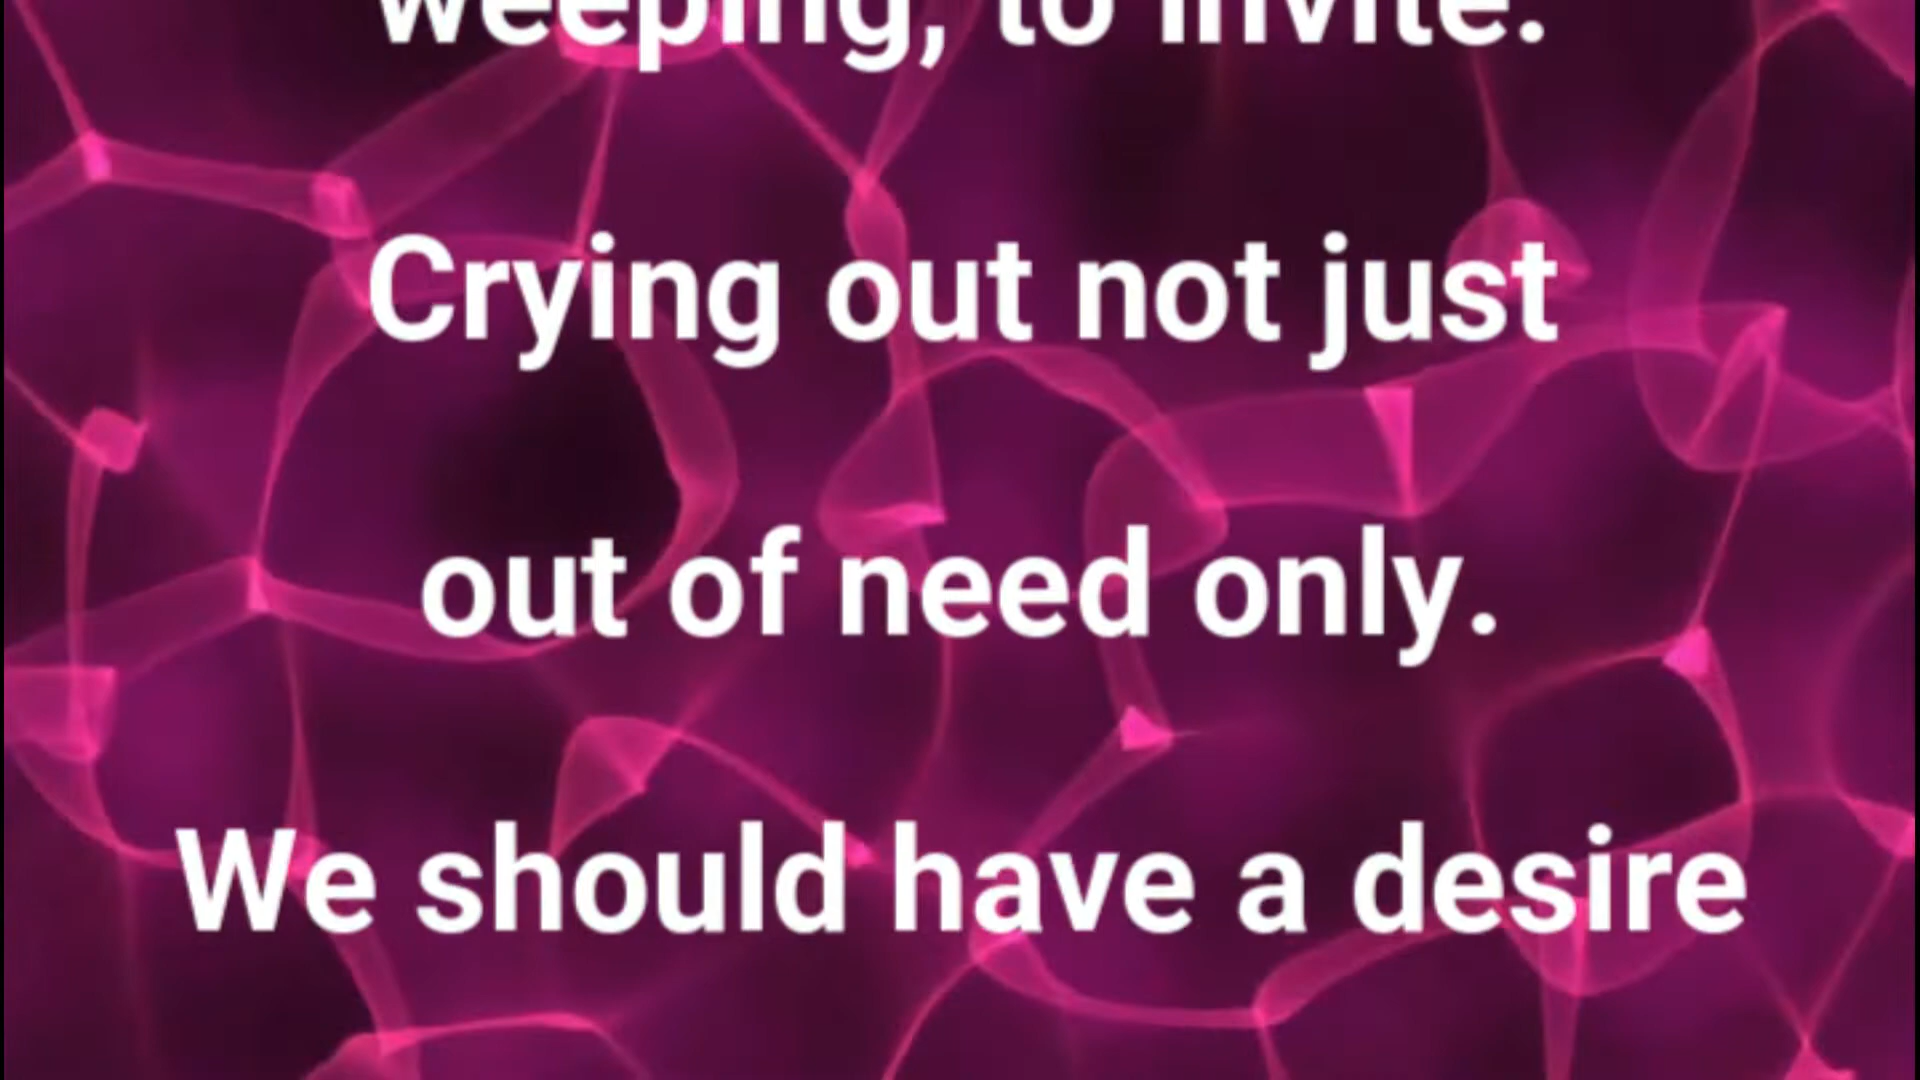 weeping, to invite.
Crying out not just
out of need only.
We should have a desire